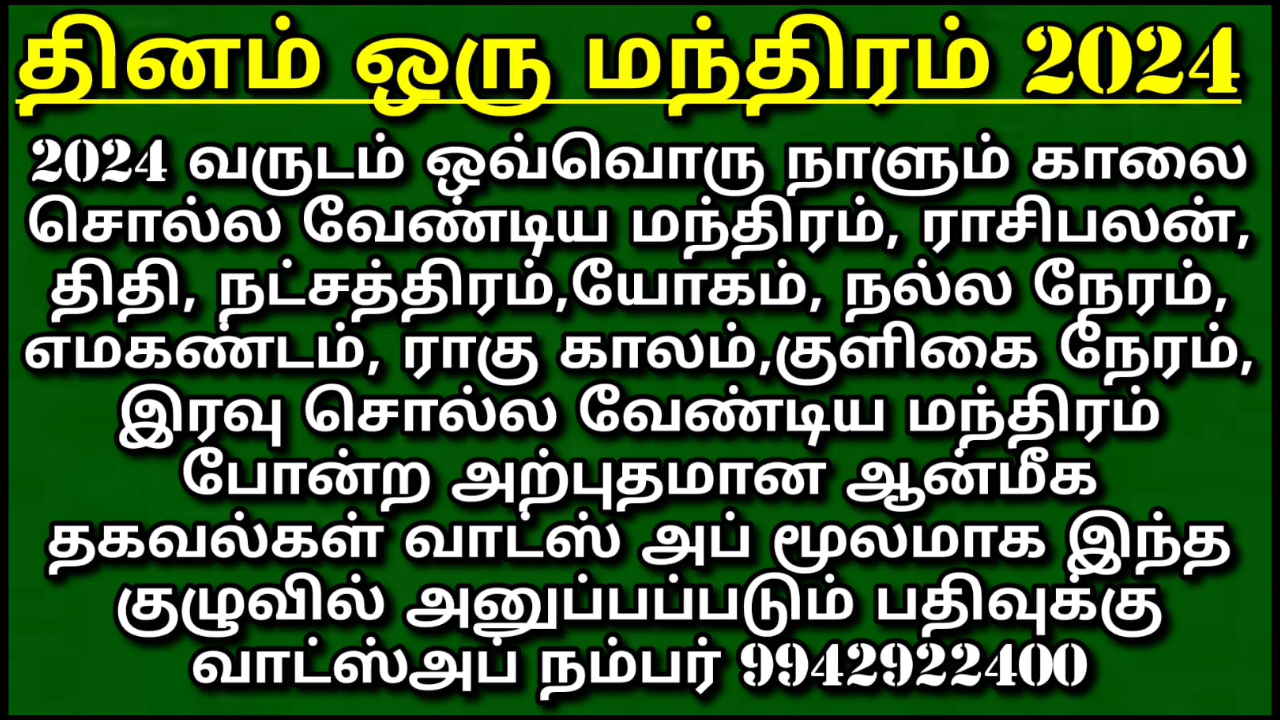 தினம் ஒரு மந்திரம் 2024
2024 வருடம் ஒவ்வொரு நாளும் காலை
சொல்ல வேண்டிய மந்திரம், ராசிபலன்,
திதி, நட்சத்திரம்,யோகம், நல்ல நேரம்,
எமகண்டம், ராகு காலம்,குளிகை நேரம்,
இரவு சொல்ல வேண்டிய மந்திரம்
போன்ற அற்புதமான ஆன்மீக
தகவல்கள் வாட்ஸ் அப் மூலமாக இந்த
குழுவில் அனுப்பப்படும் பதிவுக்கு
வாட்ஸ்அப் நம்பர் 9942922400